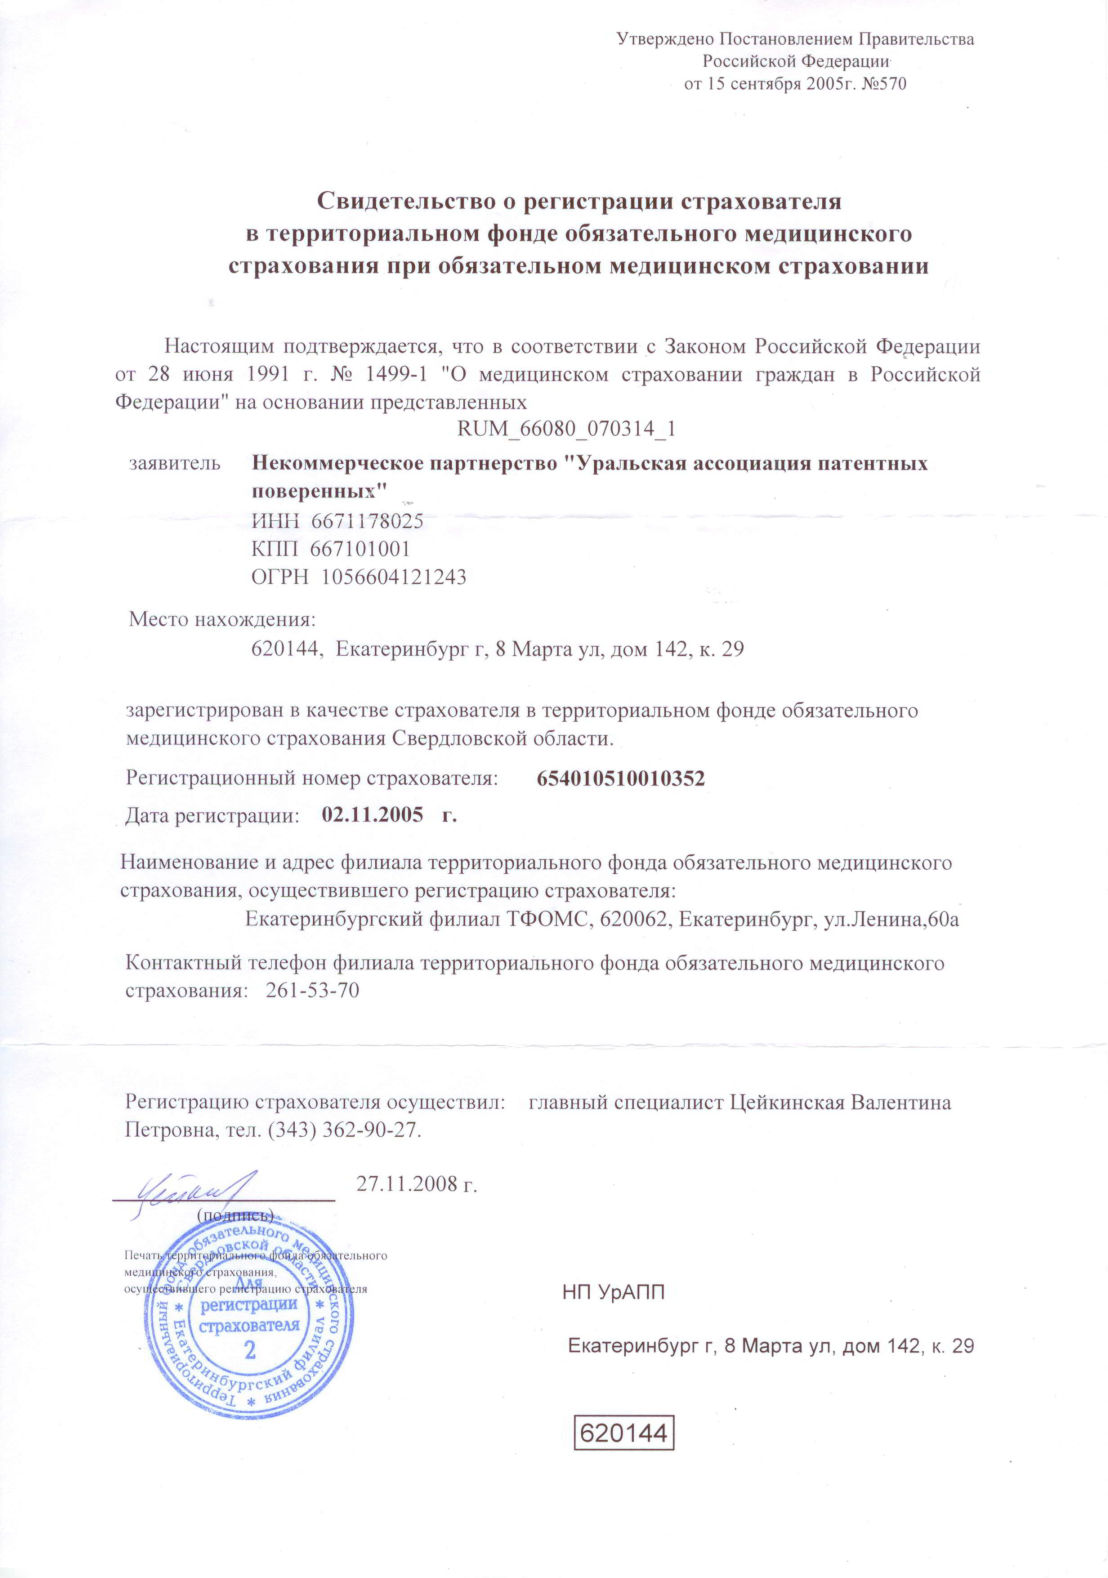 Утверждено Постановлением Правительства
Российской Федерации
от 15 сентября 2005г. №570
Свидетельство о регистрации страхователя
в территориальном фонде обязательного медицинского
страхования при обязательном медицинском страховании
Настоящим подтверждается, что в соответствии с Законом Российской Федерации
от 28 июня 1991 г. № 1499-1 "О медицинском страховании граждан в Российской
Федерации" на основании представленных
RUM_66080_070314_1
заявитель Некоммерческое партнерство "Уральская ассоциация патентных
поверенных"
ИНН 6671178025
КПП 667101001
ОГРН 1056604121243
Место нахождения:
620144, Екатеринбург г, 8 Марта ул, дом 142, к. 29
зарегистрирован в качестве страхователя в территориальном фонде обязательного
медицинского страхования Свердловской области.
Регистрационный номер страхователя: 654010510010352
Дата регистрации: 02.11.2005 г.
Наименование и адрес филиала территориального фонда обязательного медицинского
страхования, осуществившего регистрацию страхователя:
Екатеринбургский филиал ТФОМС, 620062, Екатеринбург, ул.Ленина,60а
Контактный телефон филиала территориального фонда обязательного медицинского
страхования: 261-53-70
Регистрацию страхователя осуществил: главный специалист Цейкинская Валентина
Петровна, тел. (343) 362-90-27.
27.11.2008 г.
(подпись)
Печать территориального фонда обязательного
медицинского страхования,
осуществившего регистрацию страхователя
Территориальный фонд обязательного медицинского страхования
Свердловской области
Екатеринбургский филиал
Для
регистрации
страхователя
2
НП УрАПП
Екатеринбург г, 8 Марта ул, дом 142, к. 29
620144